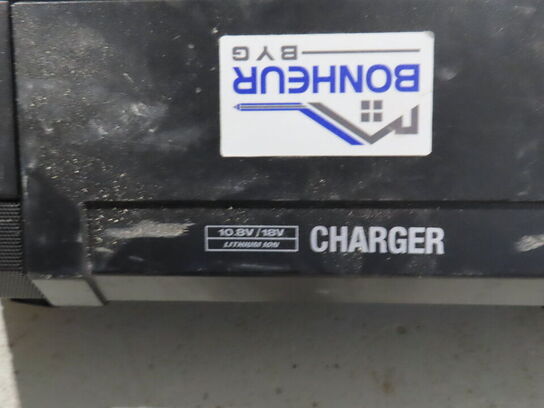 BONHEUR
BYG
10.8V/18V
LITHIUM ION
CHARGER